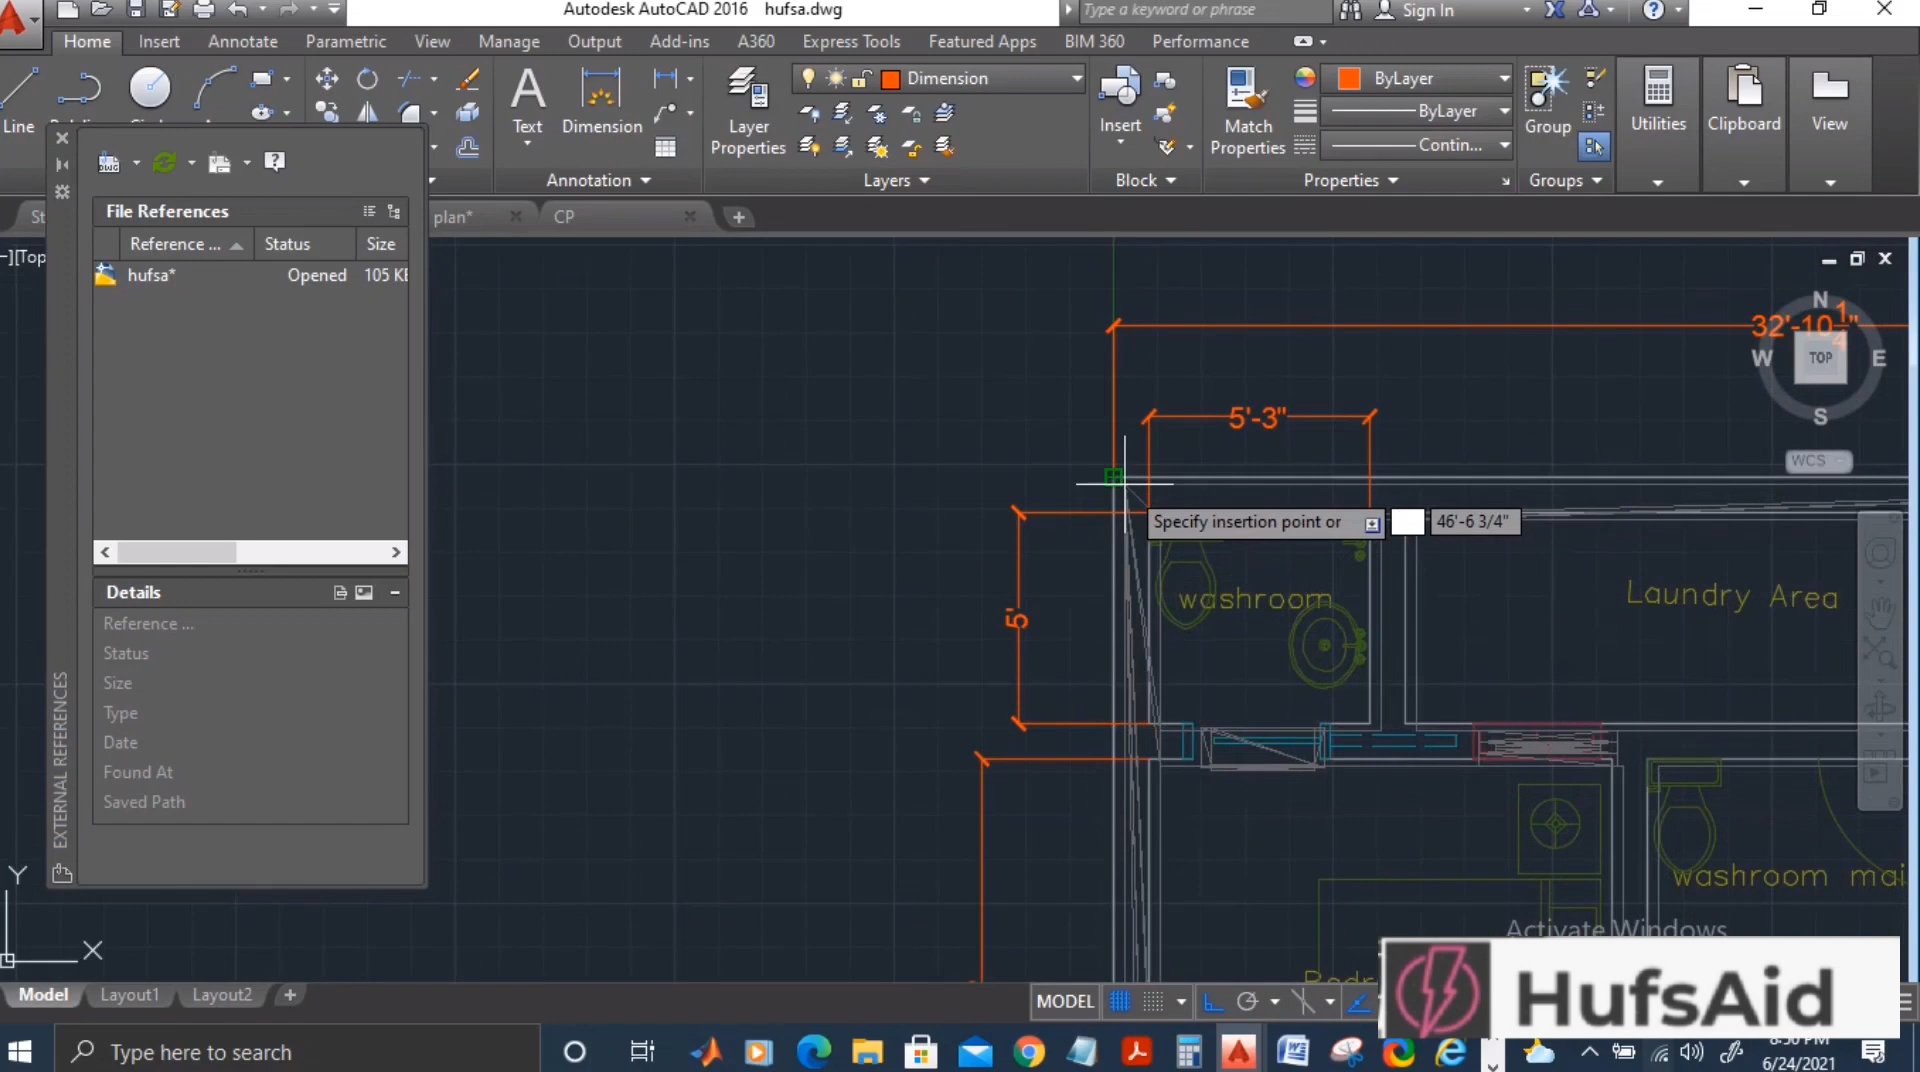 Autodesk AutoCAD 2016 hufsa.dwg
Type a keyword or phrase
Sign In
Home Insert Annotate Parametric View Manage Output Add-ins A360 Express Tools Featured Apps BIM 360 Performance
Line
Text
Dimension
Layer Properties
Dimension
Insert
Match Properties
ByLayer
ByLayer
Contin...
Group
Utilities
Clipboard
View
Annotation
Layers
Block
Properties
Groups
plan*
CP
File References
Reference ... Status Size
hufsa* Opened 105 KE
Details
Reference ...
Status
Size
Type
Date
Found At
Saved Path
EXTERNAL REFERENCES
-][Top
32'-10 1/4"
N
W TOP E
S
WCS
5'-3"
Specify insertion point or 46'-6 3/4"
5'
washroom
Laundry Area
washroom mai
Activate Windows
Y
X
HufsAid
Model Layout1 Layout2
MODEL
Type here to search
6/24/2021